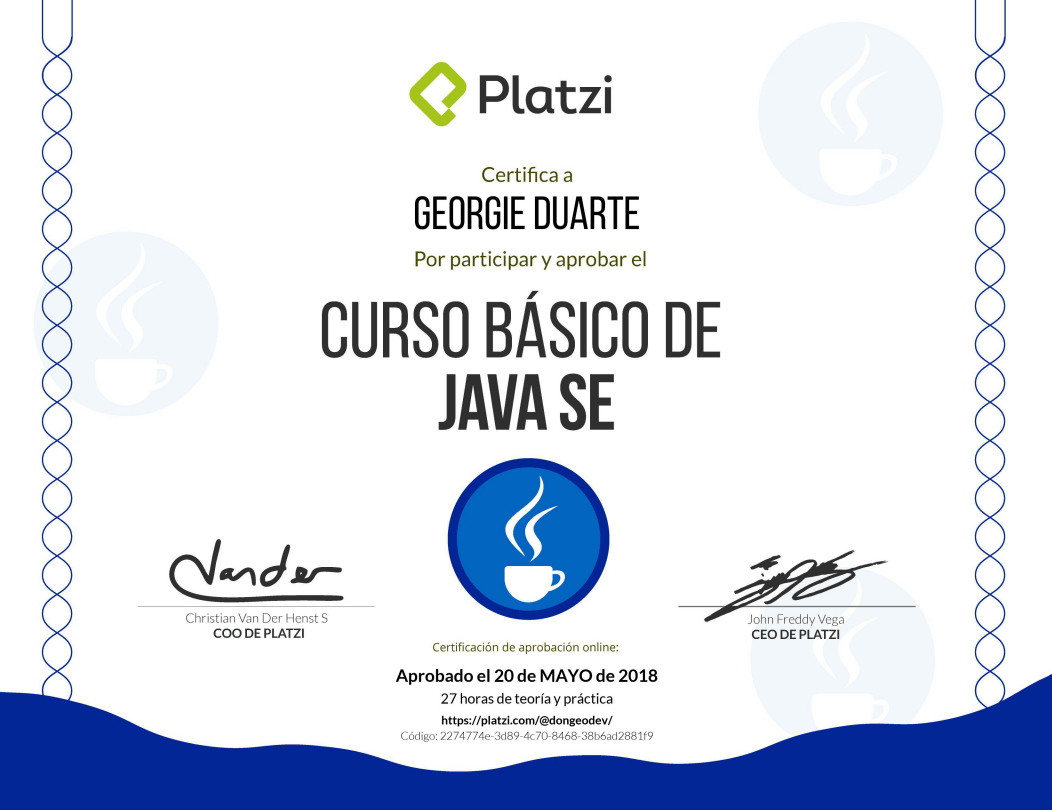 Platzi
Certifica a
GEORGIE DUARTE
Por participar y aprobar el
CURSO BÁSICO DE
JAVA SE
Vander
Christian Van Der Henst S
COO DE PLATZI
John Freddy Vega
CEO DE PLATZI
Certificación de aprobación online:
Aprobado el 20 de MAYO de 2018
27 horas de teoría y práctica
https://platzi.com/@dongeodev/
Código: 2274774e-3d89-4c70-8468-38b6ad2881f9